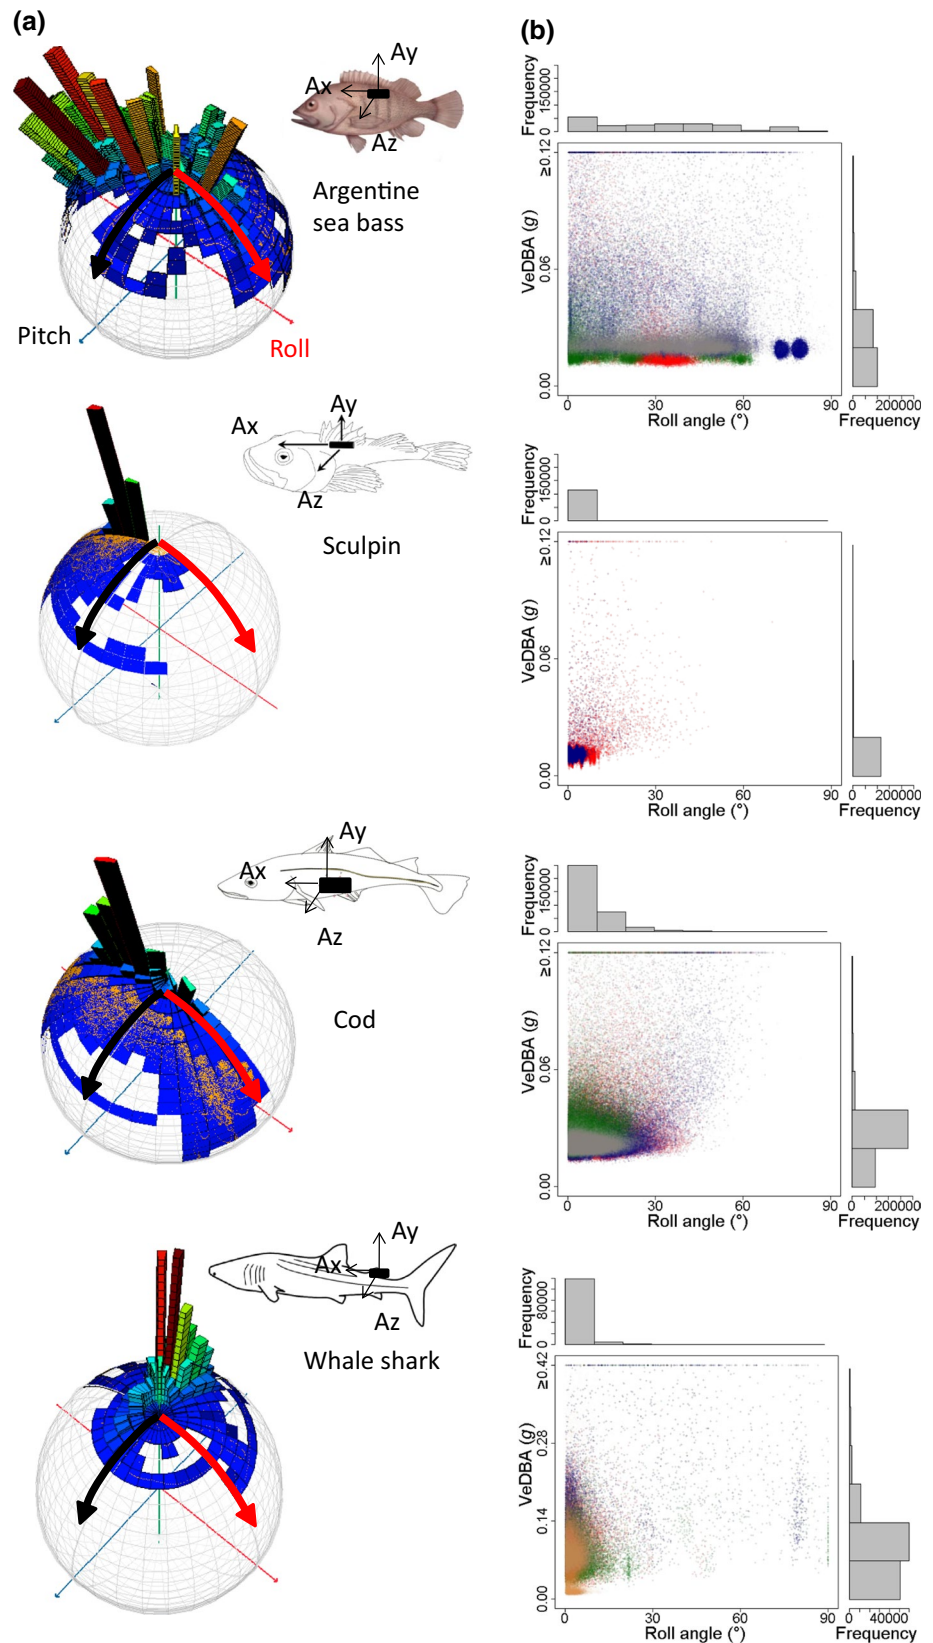 (a)
Ay
Ax
Az
Argentine
sea bass
Pitch
Roll
(b)
Frequency
0 150000
≥0.12
0.06
0.00
VeDBA (g)
0 30 60 90
Roll angle (°)
0 200000
Frequency
Ay
Ax
Az
Sculpin
Frequency
0 150000
≥0.12
0.06
0.00
VeDBA (g)
0 30 60 90
Roll angle (°)
0 200000
Frequency
Ay
Ax
Az
Cod
Frequency
0 150000
≥0.12
0.06
0.00
VeDBA (g)
0 30 60 90
Roll angle (°)
0 200000
Frequency
Ay
Ax
Az
Whale shark
Frequency
0 80000
≥0.42
0.28
0.14
0.00
VeDBA (g)
0 30 60 90
Roll angle (°)
0 40000
Frequency